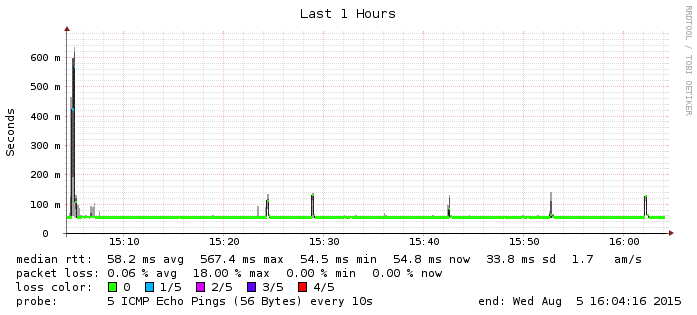 Last 1 Hours
RRDTOOL / TOBI OETIKER
Seconds
600 m
500 m
400 m
300 m
200 m
100 m
0
15:10 15:20 15:30 15:40 15:50 16:00
median rtt: 58.2 ms avg 567.4 ms max 54.5 ms min 54.8 ms now 33.8 ms sd 1.7 am/s
packet loss: 0.06 % avg 18.00 % max 0.00 % min 0.00 % now
loss color: 0 1/5 2/5 3/5 4/5
probe: 5 ICMP Echo Pings (56 Bytes) every 10s end: Wed Aug 5 16:04:16 2015